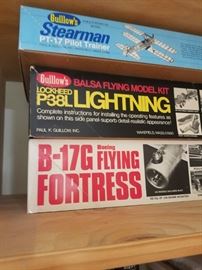 Guillow's
Stearman
PT-17 Pilot Trainer
Guillow's
BALSA FLYING MODEL KIT
LOCKHEED
P38L LIGHTNING
Complete instructions for installing the operating features as
shown on this side panel-superb detail-realistic appearance!
PAUL K. GUILLOW, INC.
WAKEFIELD, MASS. 01880
Boeing
B-17G FLYING
FORTRESS